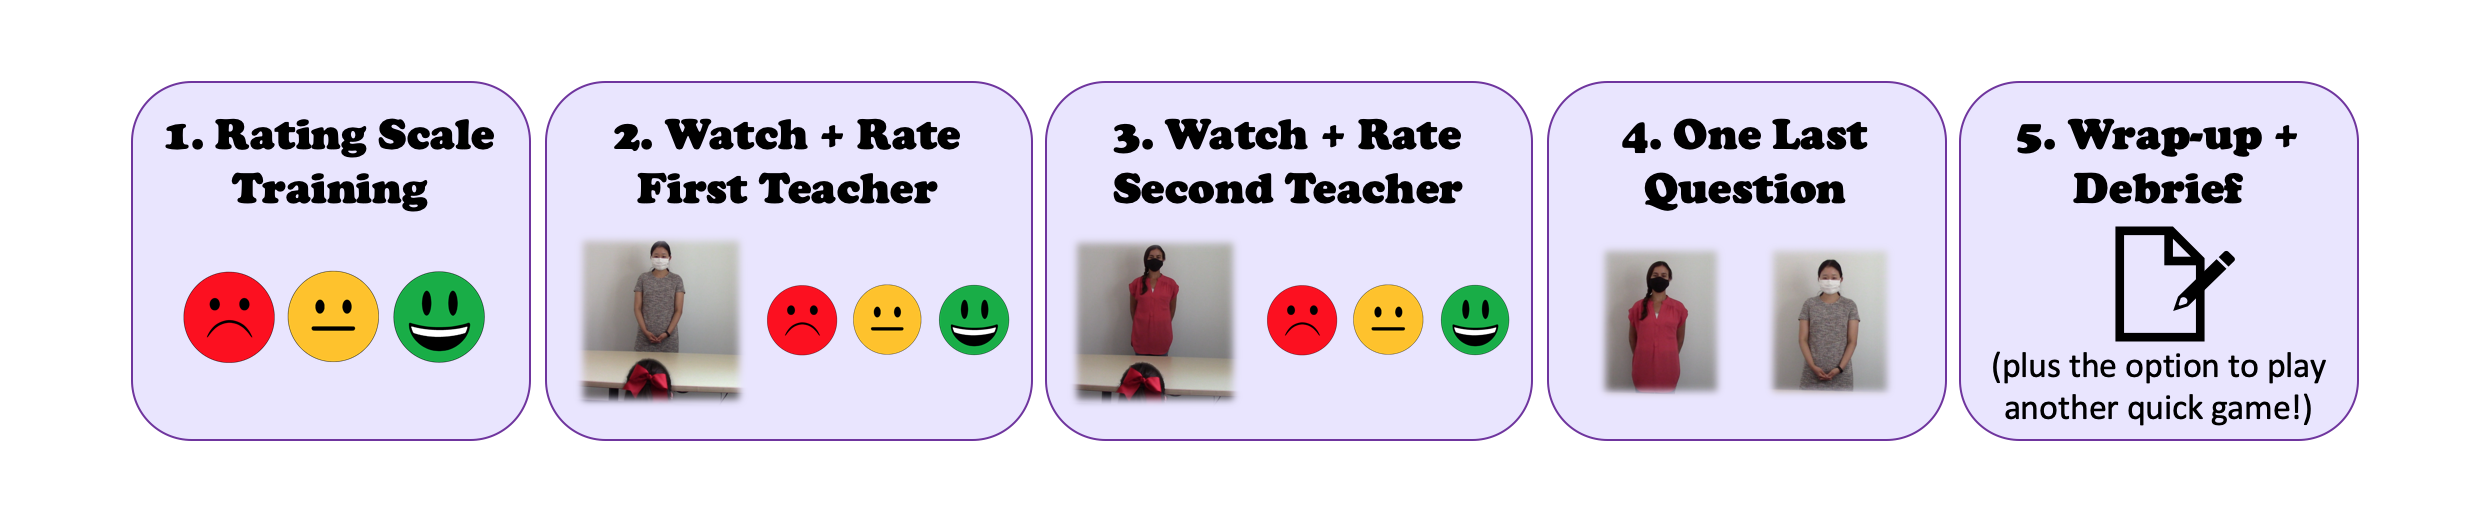 1. Rating Scale
Training
2. Watch + Rate
First Teacher
3. Watch + Rate
Second Teacher
4. One Last
Question
5. Wrap-up +
Debrief
(plus the option to play
another quick game!)